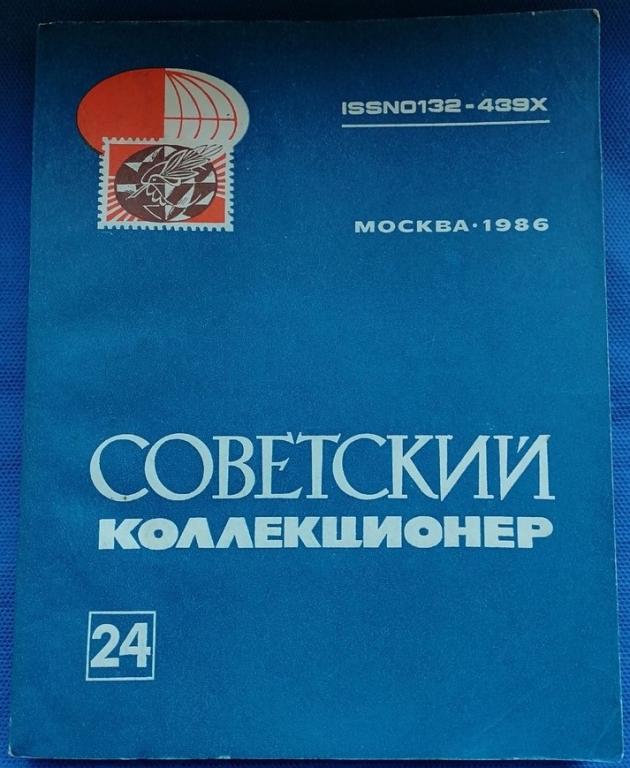 ISSN0132-439X
МОСКВА·1986
СОВЕТСКИЙ
КОЛЛЕКЦИОНЕР
24